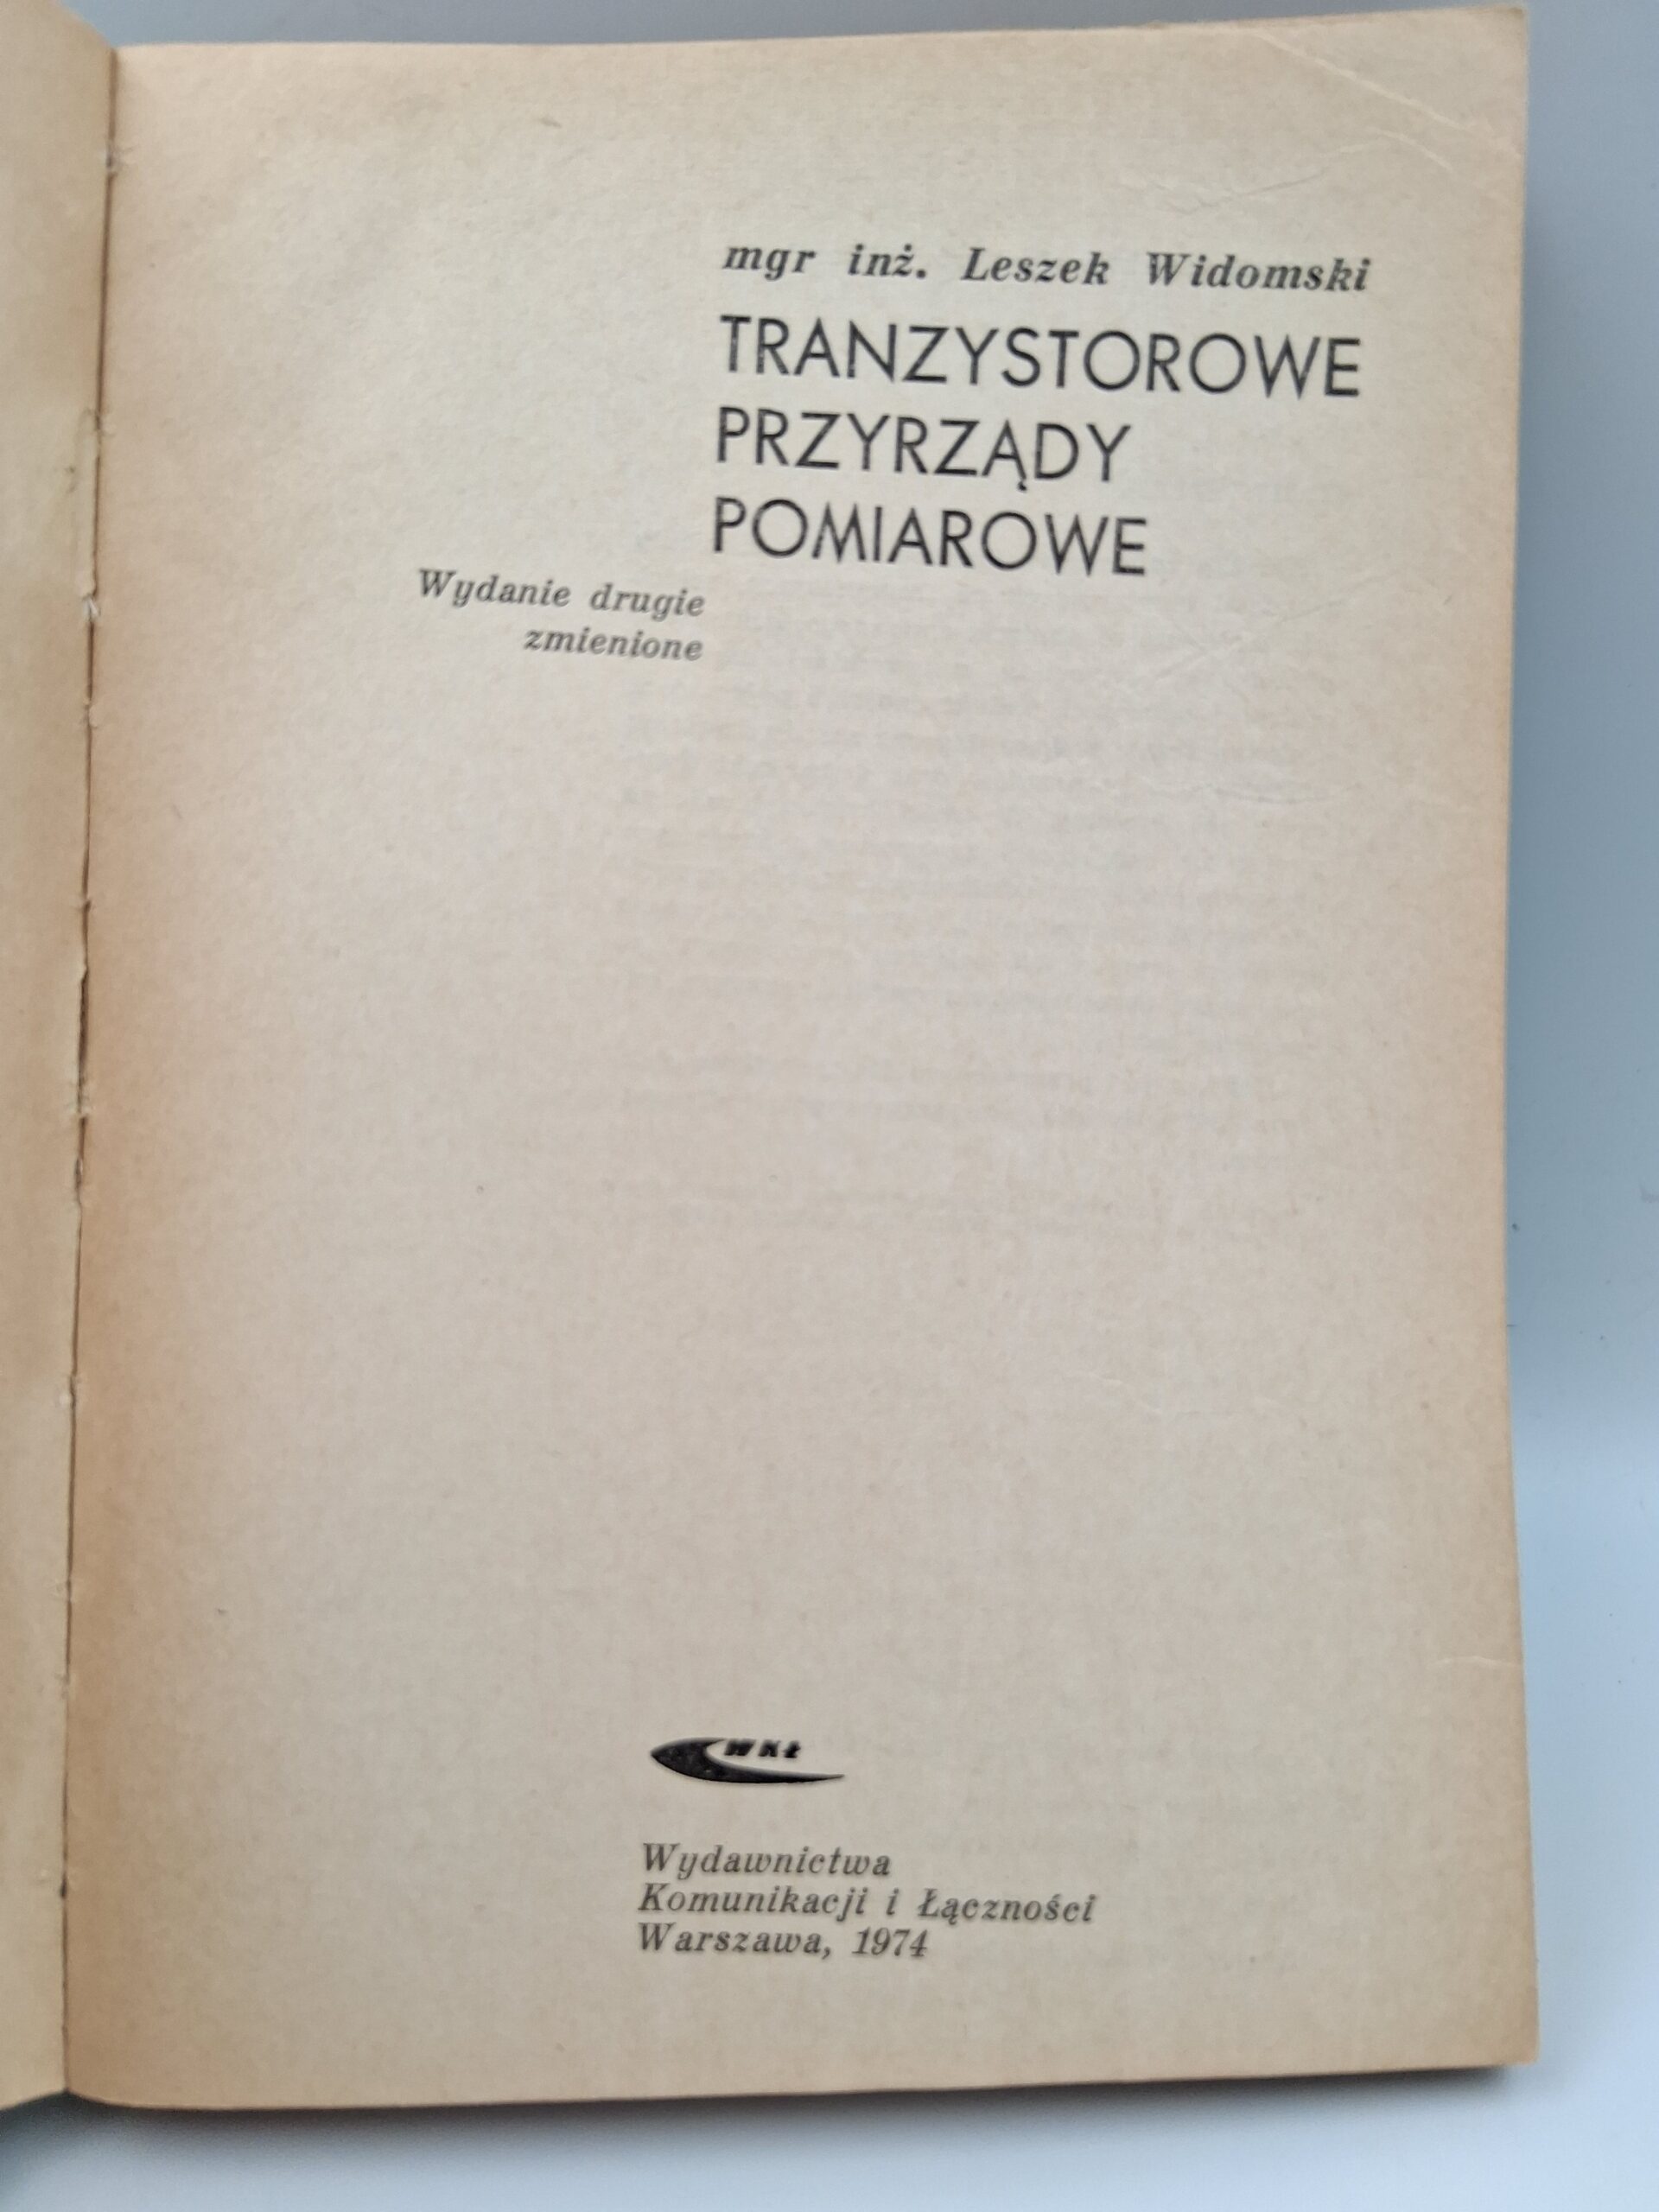 mgr inż. Leszek Widomski
TRANZYSTOROWE
PRZYRZĄDY
POMIAROWE
Wydanie drugie
zmienione
WKŁ
Wydawnictwa
Komunikacji i Łączności
Warszawa, 1974